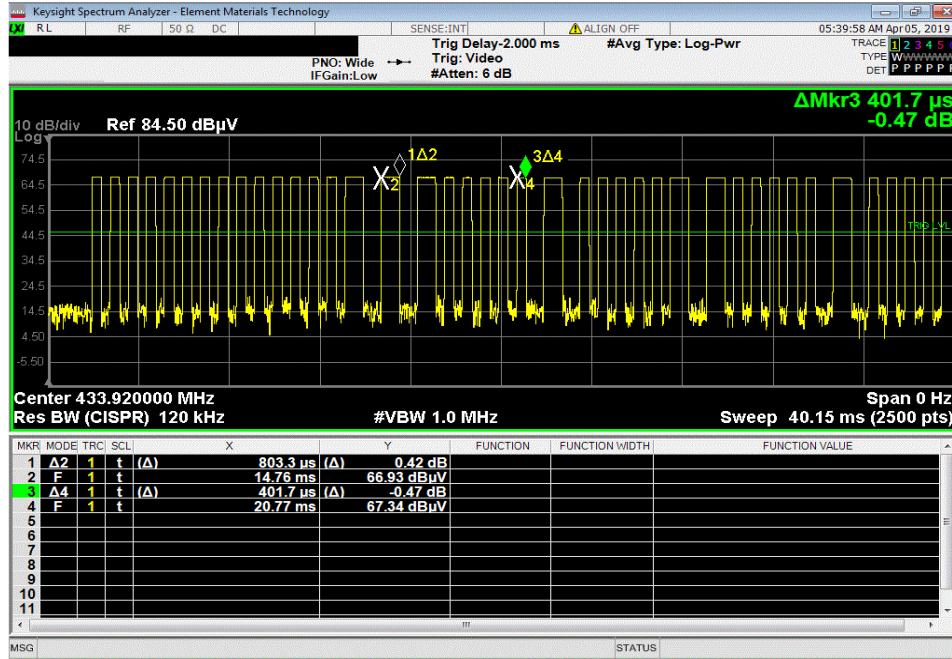 Keysight Spectrum Analyzer - Element Materials Technology
LXI RL RF 50 Ω DC SENSE:INT ALIGN OFF 05:39:58 AM Apr 05, 2019
Trig Delay-2.000 ms #Avg Type: Log-Pwr TRACE 1 2 3 4 5
PNO: Wide Trig: Video TYPE
IFGain:Low #Atten: 6 dB DET P P P P P
ΔMkr3 401.7 µs
-0.47 dB
10 dB/div Ref 84.50 dBµV
Log
1Δ2 3Δ4
74.5
X2 X4
64.5
54.5
TRIG LVL
44.5
34.5
24.5
14.5
4.50
-5.50
Center 433.920000 MHz Span 0 Hz
Res BW (CISPR) 120 kHz #VBW 1.0 MHz Sweep 40.15 ms (2500 pts)
MKR MODE TRC SCL X Y FUNCTION FUNCTION WIDTH FUNCTION VALUE
1 Δ2 1 t (Δ) 803.3 µs (Δ) 0.42 dB
2 F 1 t 14.76 ms 66.93 dBµV
3 Δ4 1 t (Δ) 401.7 µs (Δ) -0.47 dB
4 F 1 t 20.77 ms 67.34 dBµV
5
6
7
8
9
10
11
MSG STATUS